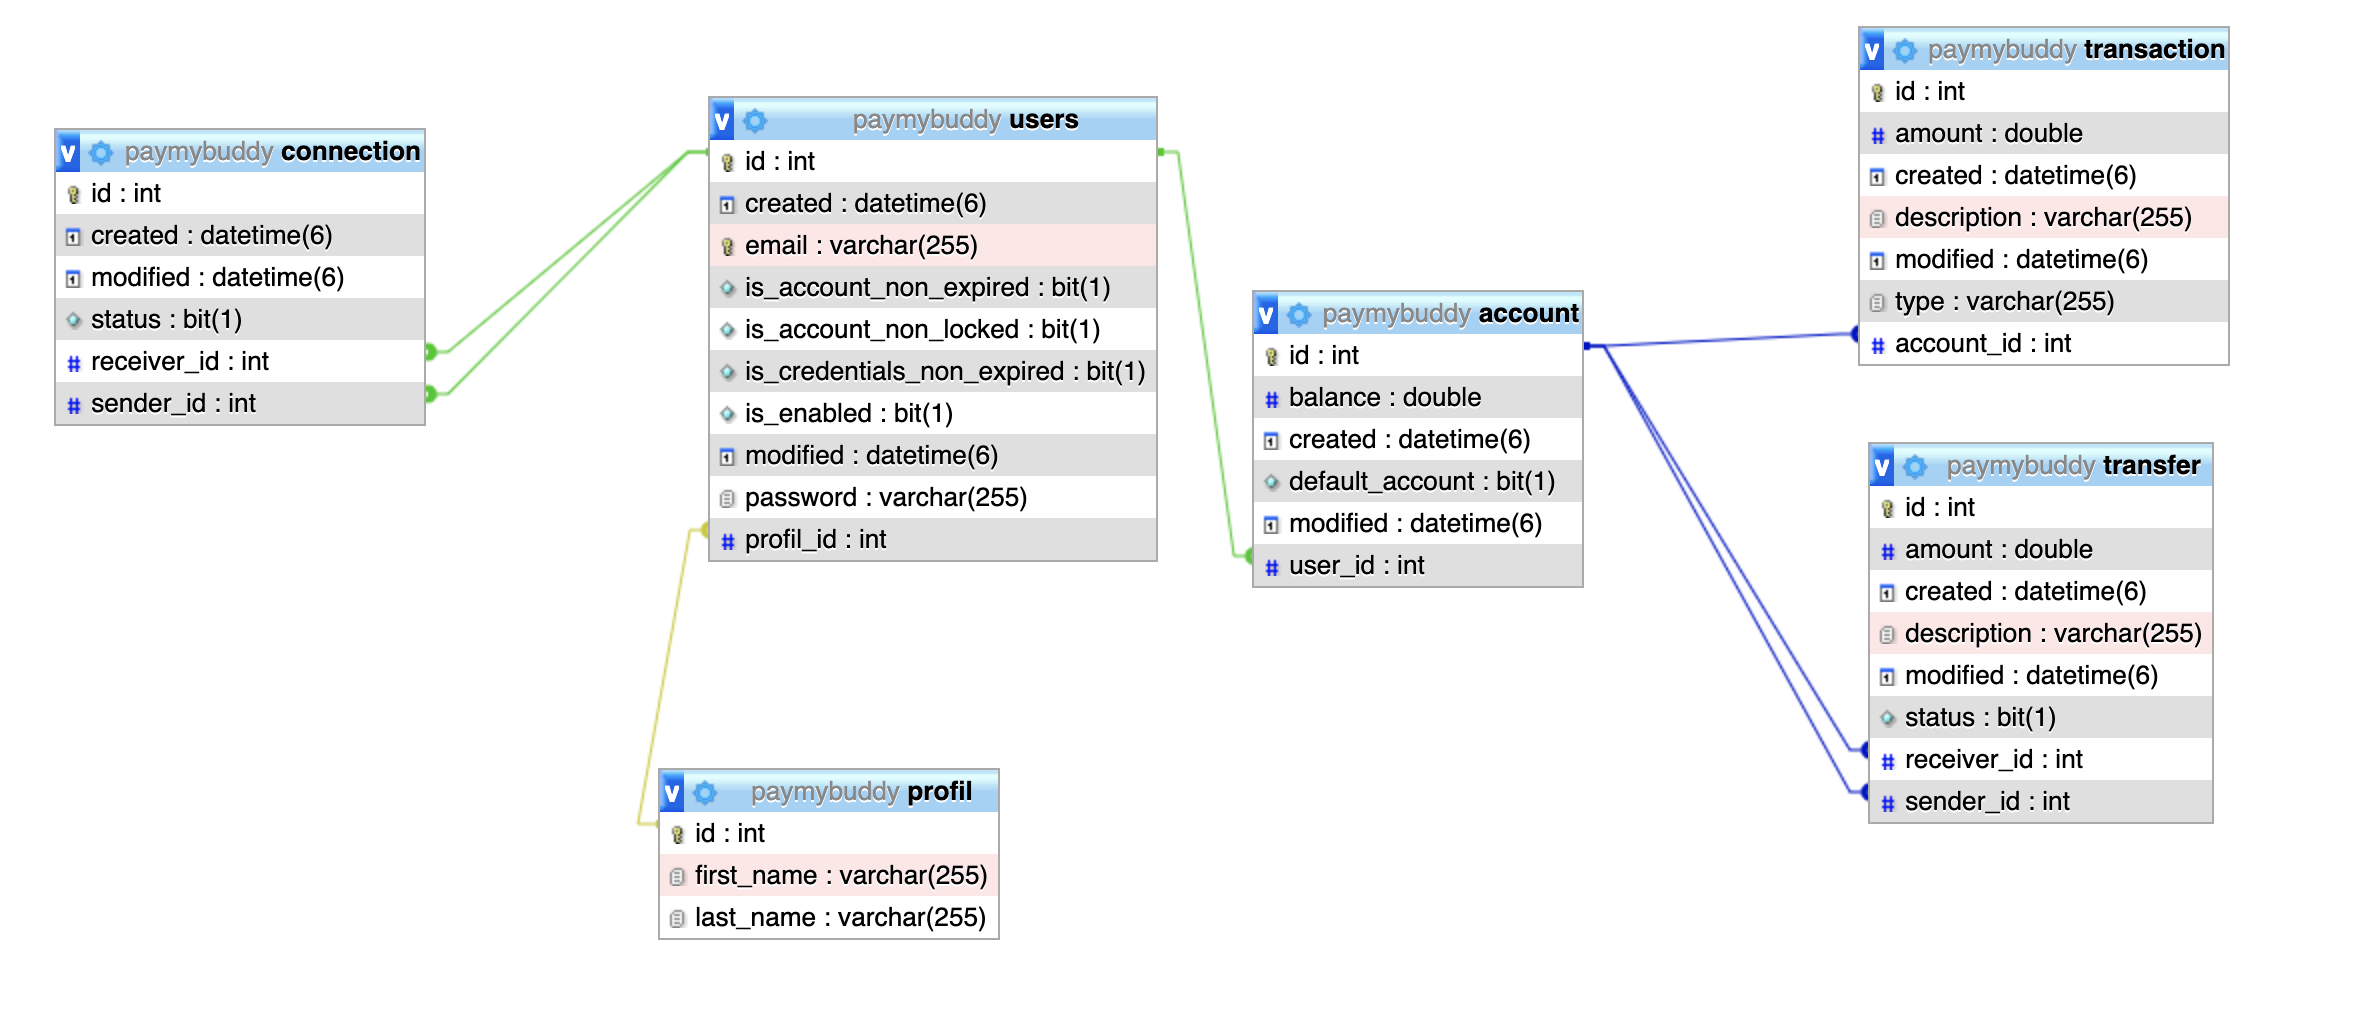 v paymybuddy connection
id : int
created : datetime(6)
modified : datetime(6)
status : bit(1)
# receiver_id : int
# sender_id : int
v paymybuddy users
id : int
created : datetime(6)
email : varchar(255)
is_account_non_expired : bit(1)
is_account_non_locked : bit(1)
is_credentials_non_expired : bit(1)
is_enabled : bit(1)
modified : datetime(6)
password : varchar(255)
# profil_id : int
v paymybuddy profil
id : int
first_name : varchar(255)
last_name : varchar(255)
v paymybuddy account
id : int
# balance : double
created : datetime(6)
default_account : bit(1)
modified : datetime(6)
# user_id : int
v paymybuddy transaction
id : int
# amount : double
created : datetime(6)
description : varchar(255)
modified : datetime(6)
type : varchar(255)
# account_id : int
v paymybuddy transfer
id : int
# amount : double
created : datetime(6)
description : varchar(255)
modified : datetime(6)
status : bit(1)
# receiver_id : int
# sender_id : int